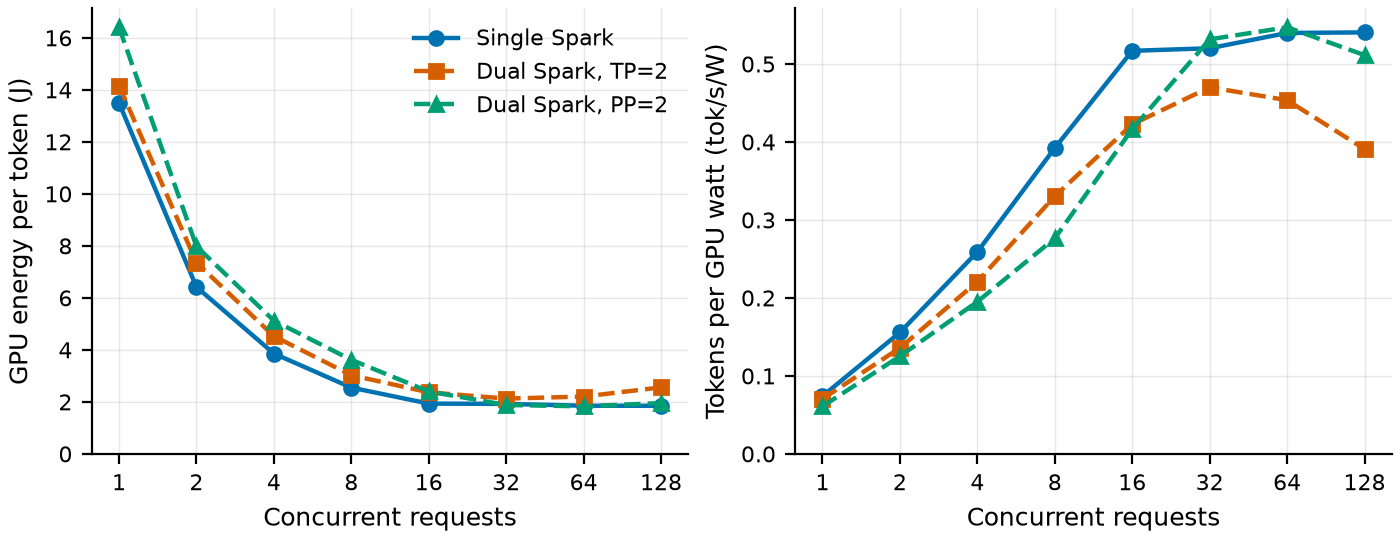 GPU energy per token (J)
16
14
12
10
8
6
4
2
0
1 2 4 8 16 32 64 128
Concurrent requests
Single Spark
Dual Spark, TP=2
Dual Spark, PP=2
Tokens per GPU watt (tok/s/W)
0.5
0.4
0.3
0.2
0.1
0.0
1 2 4 8 16 32 64 128
Concurrent requests